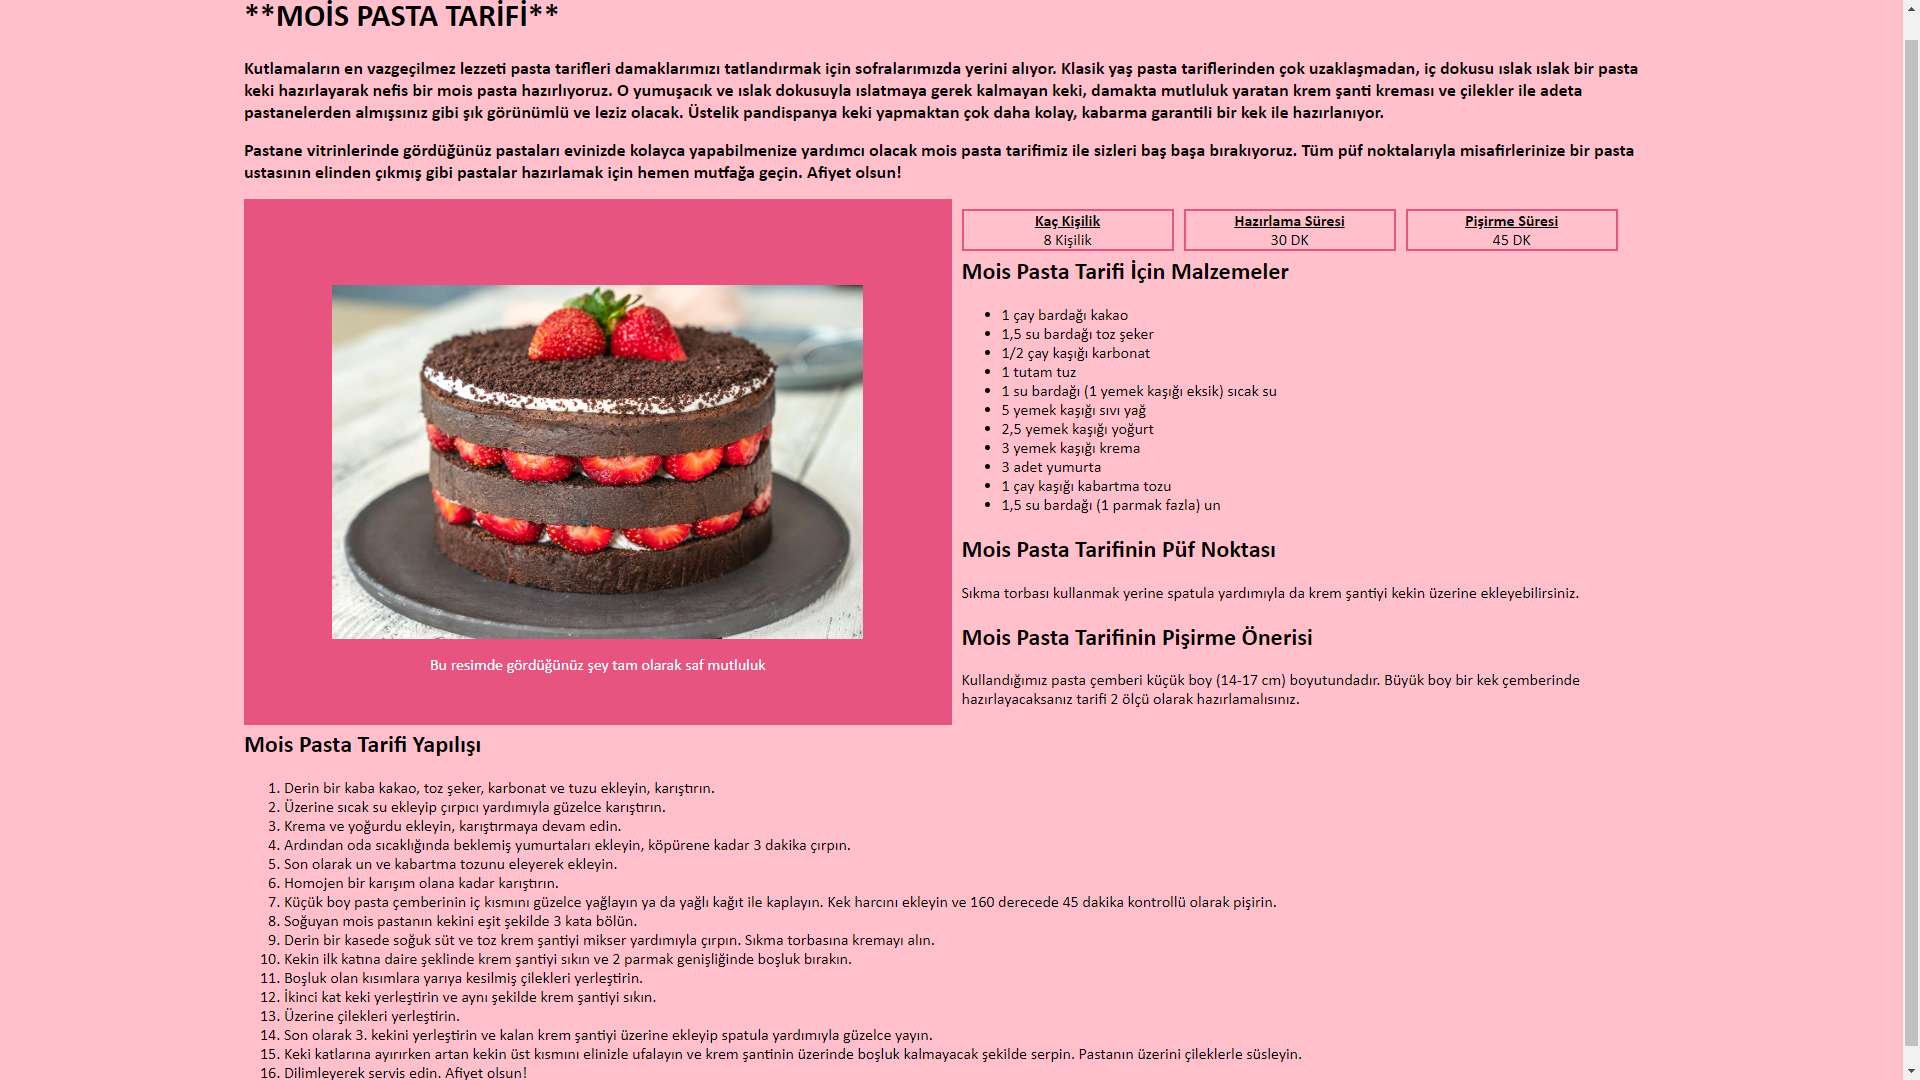 **MOİS PASTA TARİFİ**
Kutlamaların en vazgeçilmez lezzeti pasta tarifleri damaklarımızı tatlandırmak için sofralarımızda yerini alıyor. Klasik yaş pasta tariflerinden çok uzaklaşmadan, iç dokusu ıslak ıslak bir pasta
keki hazırlayarak nefis bir mois pasta hazırlıyoruz. O yumuşacık ve ıslak dokusuyla ıslatmaya gerek kalmayan keki, damakta mutluluk yaratan krem şanti kreması ve çilekler ile adeta
pastanelerden almışsınız gibi şık görünümlü ve leziz olacak. Üstelik pandispanya keki yapmaktan çok daha kolay, kabarma garantili bir kek ile hazırlanıyor.
Pastane vitrinlerinde gördüğünüz pastaları evinizde kolayca yapabilmenize yardımcı olacak mois pasta tarifimiz ile sizleri baş başa bırakıyoruz. Tüm püf noktalarıyla misafirlerinize bir pasta
ustasının elinden çıkmış gibi pastalar hazırlamak için hemen mutfağa geçin. Afiyet olsun!
Kaç Kişilik
8 Kişilik
Hazırlama Süresi
30 DK
Pişirme Süresi
45 DK
Mois Pasta Tarifi İçin Malzemeler
• 1 çay bardağı kakao
• 1,5 su bardağı toz şeker
• 1/2 çay kaşığı karbonat
• 1 tutam tuz
• 1 su bardağı (1 yemek kaşığı eksik) sıcak su
• 5 yemek kaşığı sıvı yağ
• 2,5 yemek kaşığı yoğurt
• 3 yemek kaşığı krema
• 3 adet yumurta
• 1 çay kaşığı kabartma tozu
• 1,5 su bardağı (1 parmak fazla) un
Mois Pasta Tarifinin Püf Noktası
Sıkma torbası kullanmak yerine spatula yardımıyla da krem şantiyi kekin üzerine ekleyebilirsiniz.
Mois Pasta Tarifinin Pişirme Önerisi
Kullandığımız pasta çemberi küçük boy (14-17 cm) boyutundadır. Büyük boy bir kek çemberinde
hazırlayacaksanız tarifi 2 ölçü olarak hazırlamalısınız.
Bu resimde gördüğünüz şey tam olarak saf mutluluk
Mois Pasta Tarifi Yapılışı
1. Derin bir kaba kakao, toz şeker, karbonat ve tuzu ekleyin, karıştırın.
2. Üzerine sıcak su ekleyip çırpıcı yardımıyla güzelce karıştırın.
3. Krema ve yoğurdu ekleyin, karıştırmaya devam edin.
4. Ardından oda sıcaklığında beklemiş yumurtaları ekleyin, köpürene kadar 3 dakika çırpın.
5. Son olarak un ve kabartma tozunu eleyerek ekleyin.
6. Homojen bir karışım olana kadar karıştırın.
7. Küçük boy pasta çemberinin iç kısmını güzelce yağlayın ya da yağlı kağıt ile kaplayın. Kek harcını ekleyin ve 160 derecede 45 dakika kontrollü olarak pişirin.
8. Soğuyan mois pastanın kekini eşit şekilde 3 kata bölün.
9. Derin bir kasede soğuk süt ve toz krem şantiyi mikser yardımıyla çırpın. Sıkma torbasına kremayı alın.
10. Kekin ilk katına daire şeklinde krem şantiyi sıkın ve 2 parmak genişliğinde boşluk bırakın.
11. Boşluk olan kısımlara yarıya kesilmiş çilekleri yerleştirin.
12. İkinci kat keki yerleştirin ve aynı şekilde krem şantiyi sıkın.
13. Üzerine çilekleri yerleştirin.
14. Son olarak 3. kekini yerleştirin ve kalan krem şantiyi üzerine ekleyip spatula yardımıyla güzelce yayın.
15. Keki katlarına ayırırken artan kekin üst kısmını elinizle ufalayın ve krem şantinin üzerinde boşluk kalmayacak şekilde serpin. Pastanın üzerini çileklerle süsleyin.
16. Dilimleyerek servis edin. Afiyet olsun!